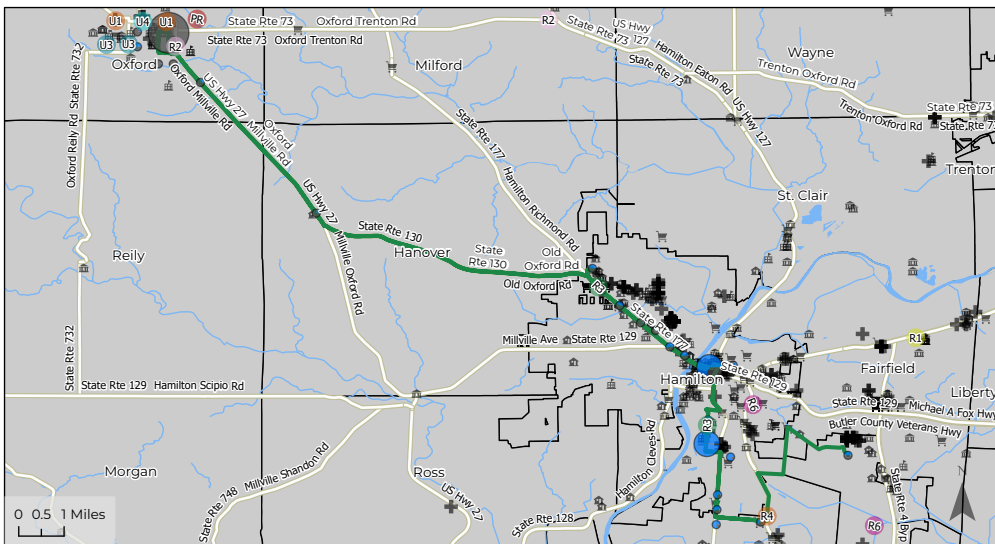 U1
U4
U1
PR
State Rte 73
Oxford Trenton Rd
R2
US Hwy
State Rte 73 127
U3
U3
R2
State Rte 73 Oxford Trenton Rd
State Rte 73
Hamilton Eaton Rd
Wayne
Oxford
Milford
Trenton Oxford Rd
State Rte 732
Oxford Reily Rd
US Hwy 27
Oxford
Millville Rd
Oxford Millville Rd
State Rte 177
US Hwy 127
Trenton Oxford Rd
State Rte 73
State Rte 7
Trenton
Hamilton Richmond Rd
St. Clair
US Hwy 27
Millville Oxford Rd
State Rte 130
Reily
Hanover
State
Rte 130
Old
Oxford Rd
Old Oxford Rd
R3
State Rte 177
State Rte 732
Millville Ave
State Rte 129
R1
State Rte 129
Hamilton
Fairfield
State Rte 129 Hamilton Scipio Rd
Liberty
R6
State Rte 129
Michael A Fox Hwy
R3
Butler County Veterans Hwy
Hamilton Cleves Rd
Morgan
Millville Shandon Rd
State Rte 748
Ross
US Hwy 27
State Rte 128
State Rte 4 Byp
R4
R6
N
0 0.5 1 Miles